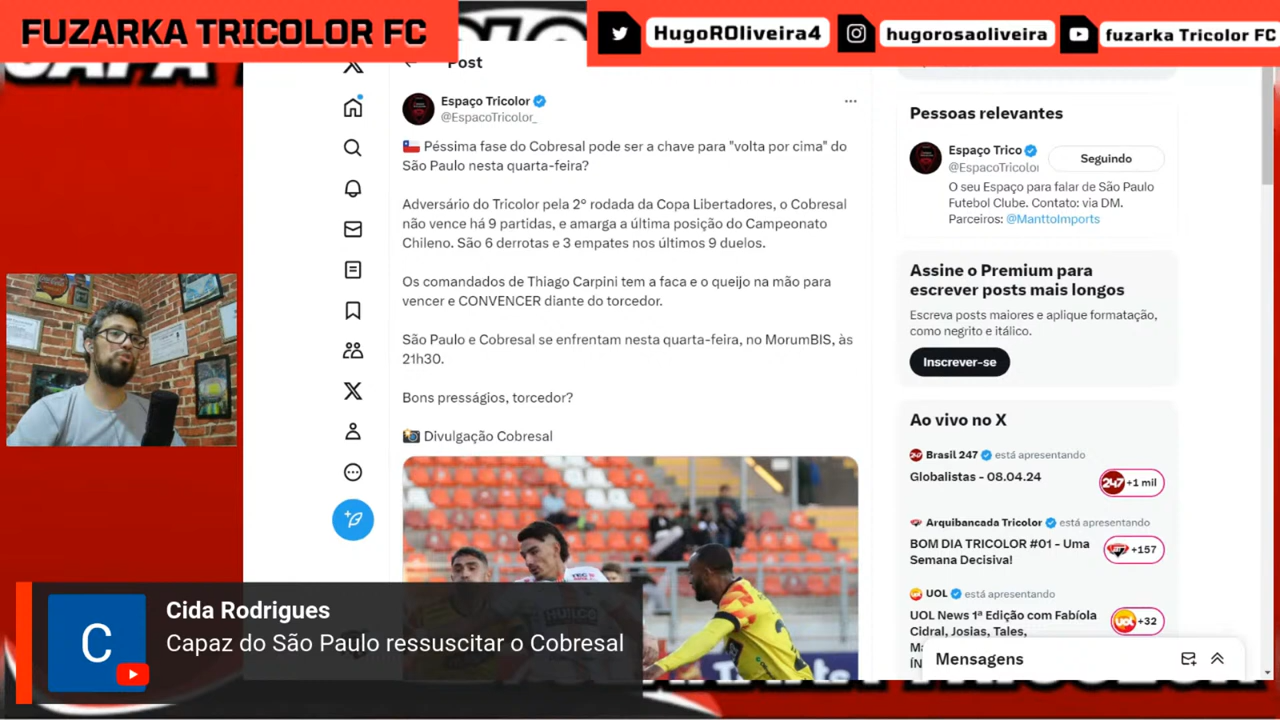 FUZARKA TRICOLOR FC
HugoROliveira4
hugorosaoliveira
fuzarka Tricolor FC
Post
Espaço Tricolor
@EspacoTricolor_
🇨🇱 Péssima fase do Cobresal pode ser a chave para "volta por cima" do
São Paulo nesta quarta-feira?
Adversário do Tricolor pela 2° rodada da Copa Libertadores, o Cobresal
não vence há 9 partidas, e amarga a última posição do Campeonato
Chileno. São 6 derrotas e 3 empates nos últimos 9 duelos.
Os comandados de Thiago Carpini tem a faca e o queijo na mão para
vencer e CONVENCER diante do torcedor.
São Paulo e Cobresal se enfrentam nesta quarta-feira, no MorumBIS, às
21h30.
Bons presságios, torcedor?
📸 Divulgação Cobresal
Pessoas relevantes
Espaço Trico
@EspacoTricolo
Seguindo
O seu Espaço para falar de São Paulo
Futebol Clube. Contato: via DM.
Parceiros: @ManttoImports
Assine o Premium para
escrever posts mais longos
Escreva posts maiores e aplique formatação,
como negrito e itálico.
Inscrever-se
Ao vivo no X
Brasil 247 está apresentando
Globalistas - 08.04.24
247 +1 mil
Arquibancada Tricolor está apresentando
BOM DIA TRICOLOR #01 - Uma
Semana Decisiva!
+157
UOL está apresentando
UOL News 1ª Edição com Fabíola
Cidral, Josias, Tales,
UOL +32
Mensagens
C
Cida Rodrigues
Capaz do São Paulo ressuscitar o Cobresal